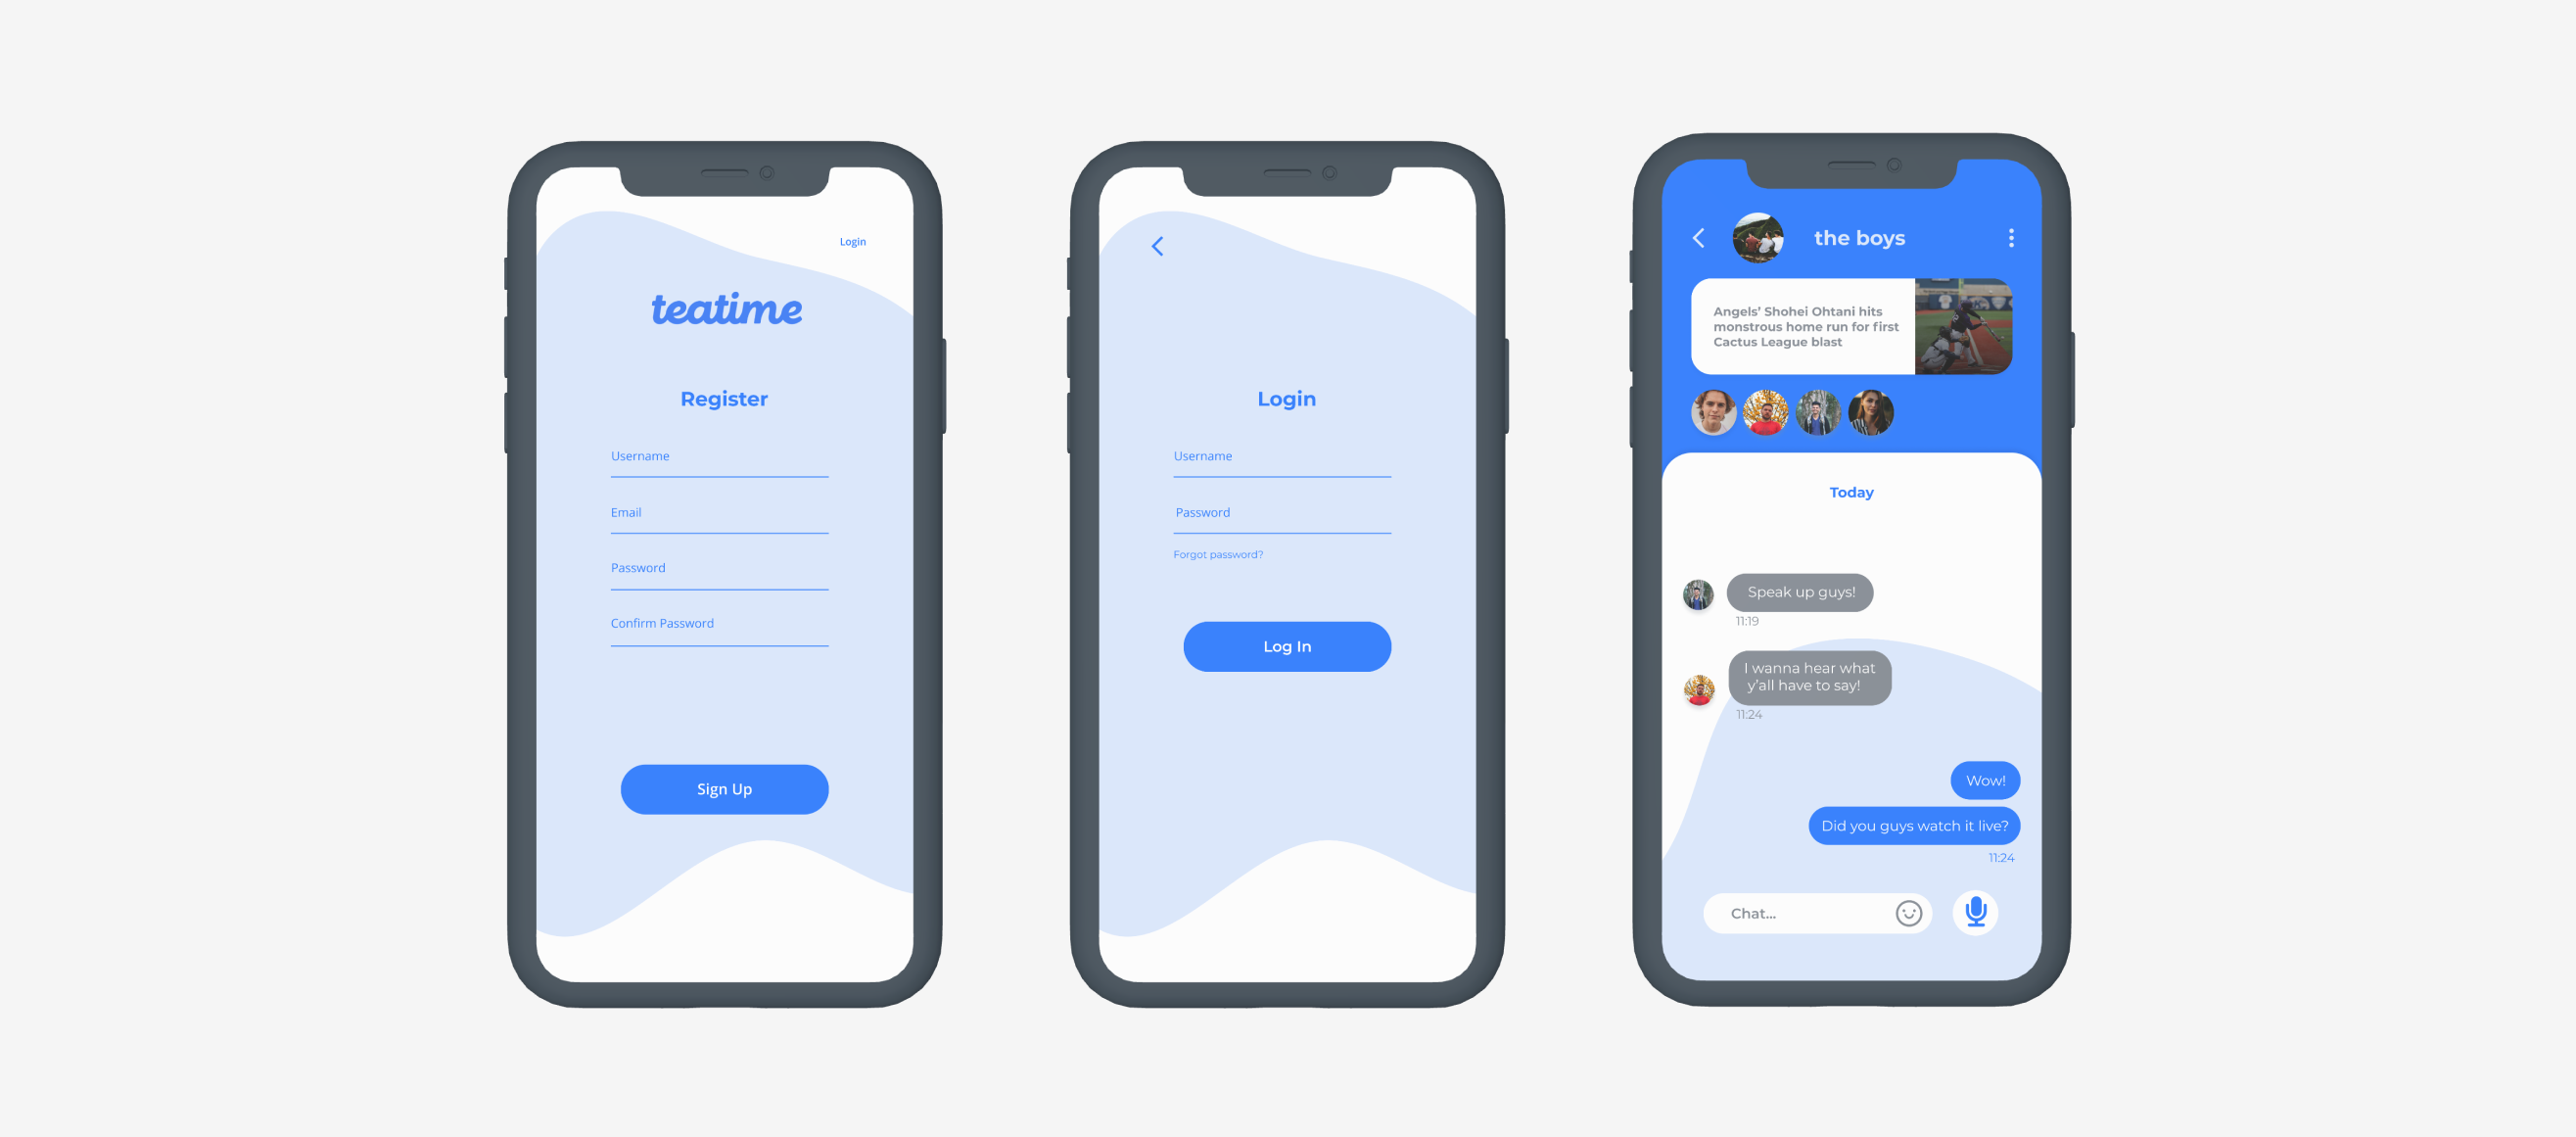 Login
teatime
Register
Username
Email
Password
Confirm Password
Sign Up
Login
Username
Password
Forgot password?
Log In
the boys
Angels’ Shohei Ohtani hits
monstrous home run for first
Cactus League blast
Today
Speak up guys!
11:19
I wanna hear what
y’all have to say!
11:24
Wow!
Did you guys watch it live?
11:24
Chat...